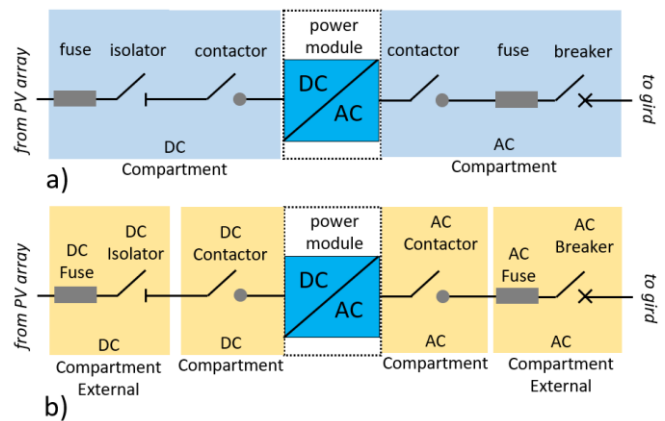 power
module
fuse isolator contactor contactor fuse breaker
from PV array
DC
AC
to gird
DC
Compartment
AC
Compartment
a)
power
module
DC
Fuse
DC
Isolator
DC
Contactor
AC
Contactor
AC
Fuse
AC
Breaker
from PV array
DC
AC
to gird
DC
Compartment
External
DC
Compartment
AC
Compartment
AC
Compartment
External
b)